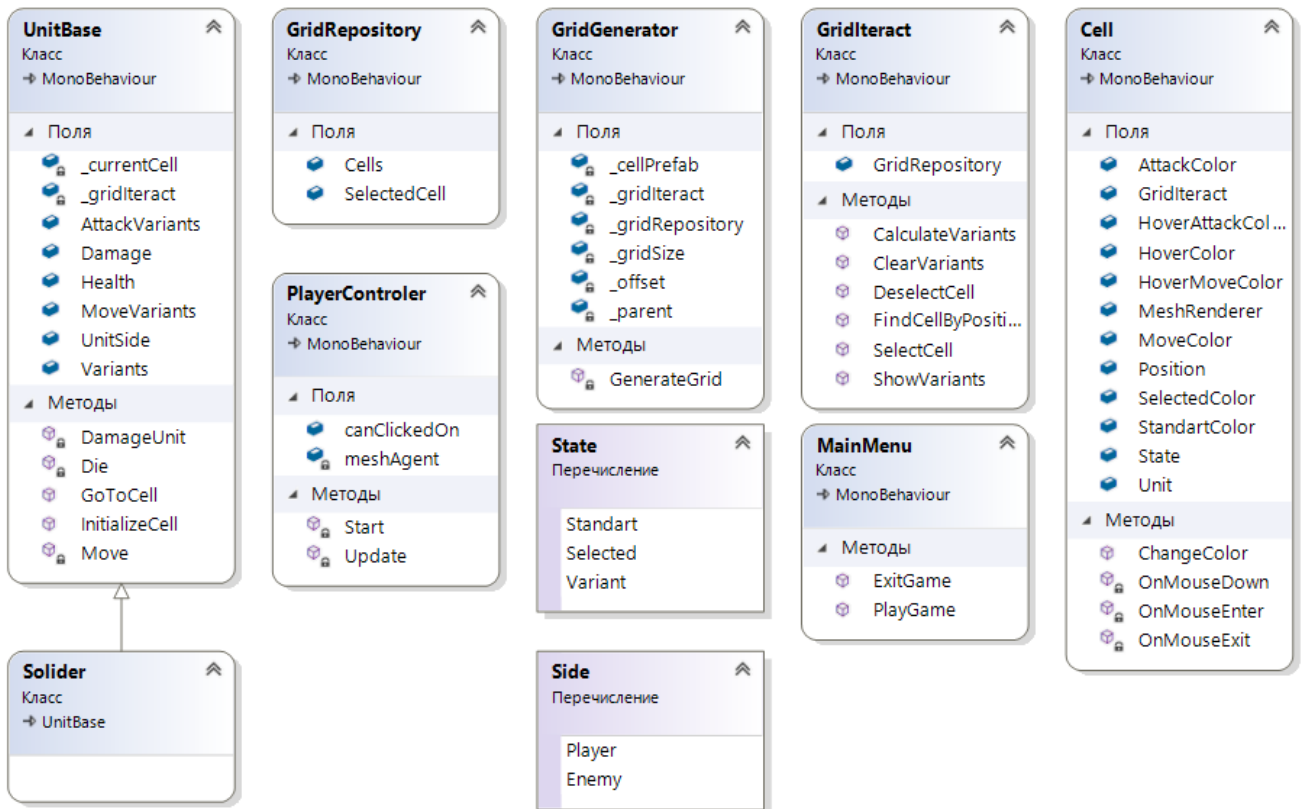 UnitBase
Класс
MonoBehaviour
Поля
_currentCell
_gridIteract
AttackVariants
Damage
Health
MoveVariants
UnitSide
Variants
Методы
DamageUnit
Die
GoToCell
InitializeCell
Move
Solider
Класс
UnitBase
GridRepository
Класс
MonoBehaviour
Поля
Cells
SelectedCell
PlayerControler
Класс
MonoBehaviour
Поля
canClickedOn
meshAgent
Методы
Start
Update
GridGenerator
Класс
MonoBehaviour
Поля
_cellPrefab
_gridIteract
_gridRepository
_gridSize
_offset
_parent
Методы
GenerateGrid
State
Перечисление
Standart
Selected
Variant
Side
Перечисление
Player
Enemy
GridIteract
Класс
MonoBehaviour
Поля
GridRepository
Методы
CalculateVariants
ClearVariants
DeselectCell
FindCellByPositi...
SelectCell
ShowVariants
MainMenu
Класс
MonoBehaviour
Методы
ExitGame
PlayGame
Cell
Класс
MonoBehaviour
Поля
AttackColor
GridIteract
HoverAttackCol...
HoverColor
HoverMoveColor
MeshRenderer
MoveColor
Position
SelectedColor
StandartColor
State
Unit
Методы
ChangeColor
OnMouseDown
OnMouseEnter
OnMouseExit